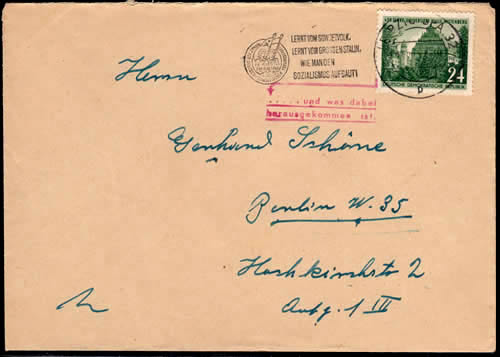 LERNT VOM SOWJETVOLK,
LERNT VOM GROSSEN STALIN,
WIE MAN DEN
SOZIALISMUS AUFBAUT!
24
DEUTSCHE DEMOKRATISCHE REPUBLIK
b
...... und was dabei
herausgekommen ist.
Herrn
Gerhard Schöne
Berlin W. 35
Hochkirchstr 2
Aufg. 1 III